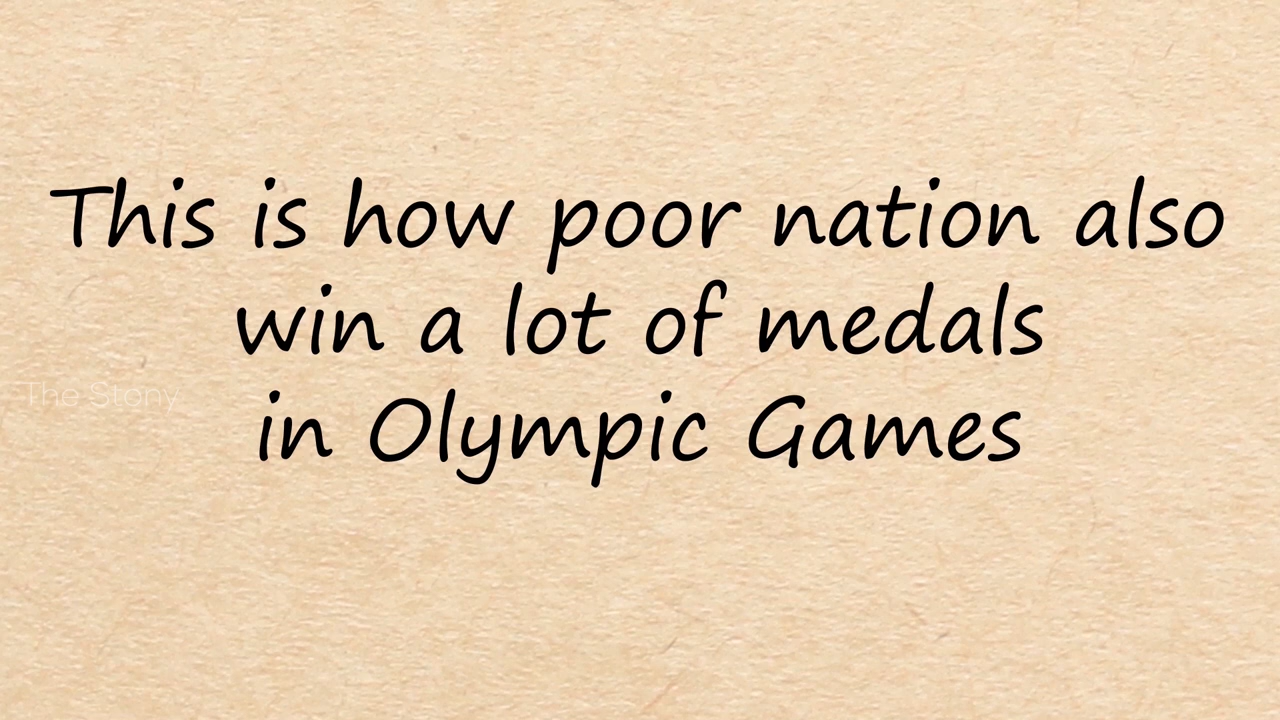 This is how poor nation also
win a lot of medals
The Stony
in Olympic Games